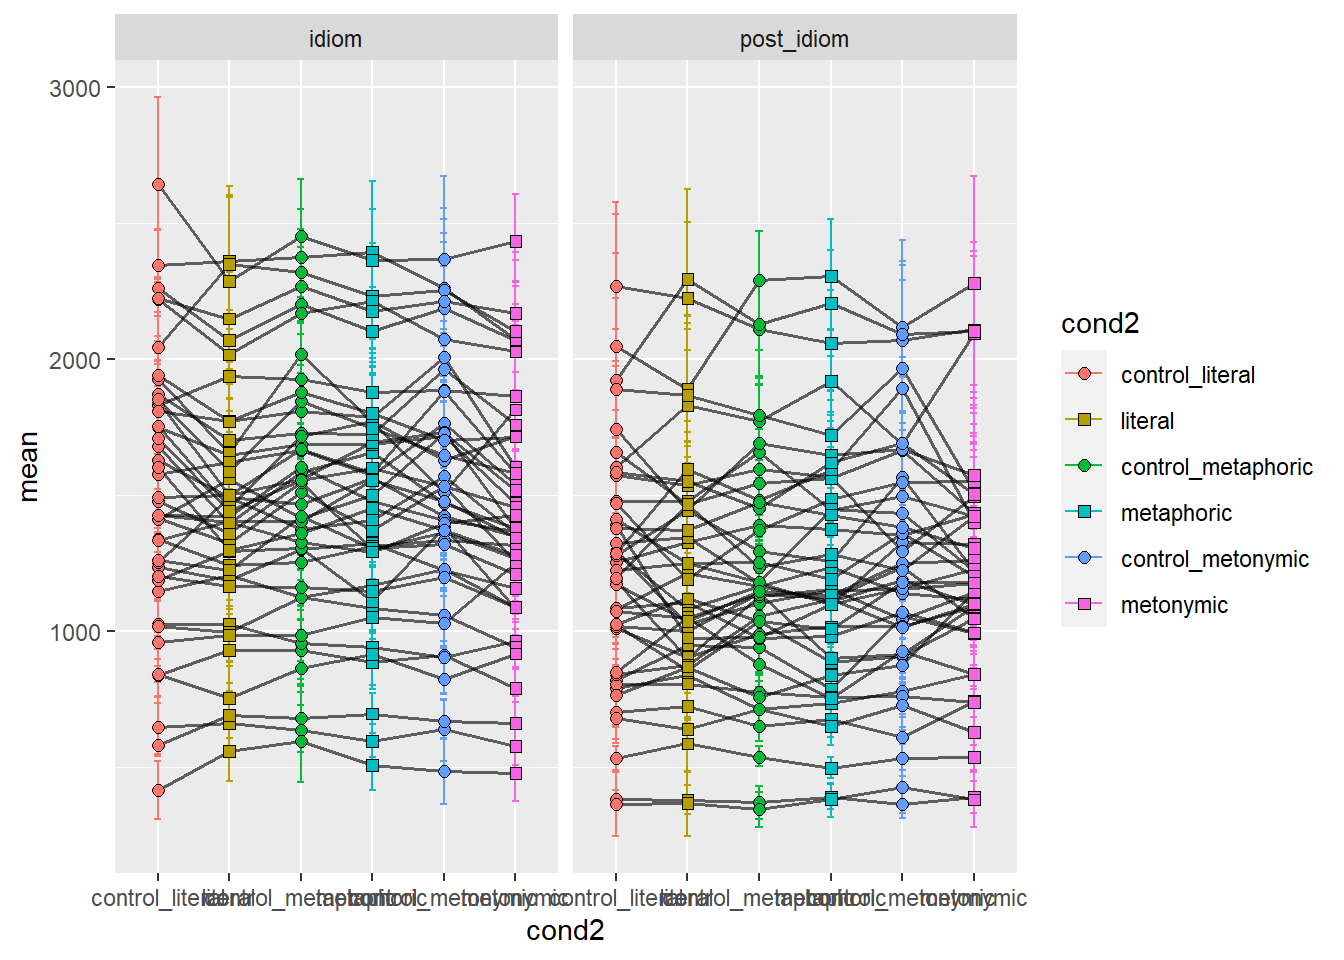 idiom
post_idiom
3000
2000
1000
mean
control_literal
literal
control_metaphoric
metaphoric
control_metonymic
metonymic
control_literal
literal
control_metaphoric
metaphoric
control_metonymic
metonymic
cond2
cond2
control_literal
literal
control_metaphoric
metaphoric
control_metonymic
metonymic